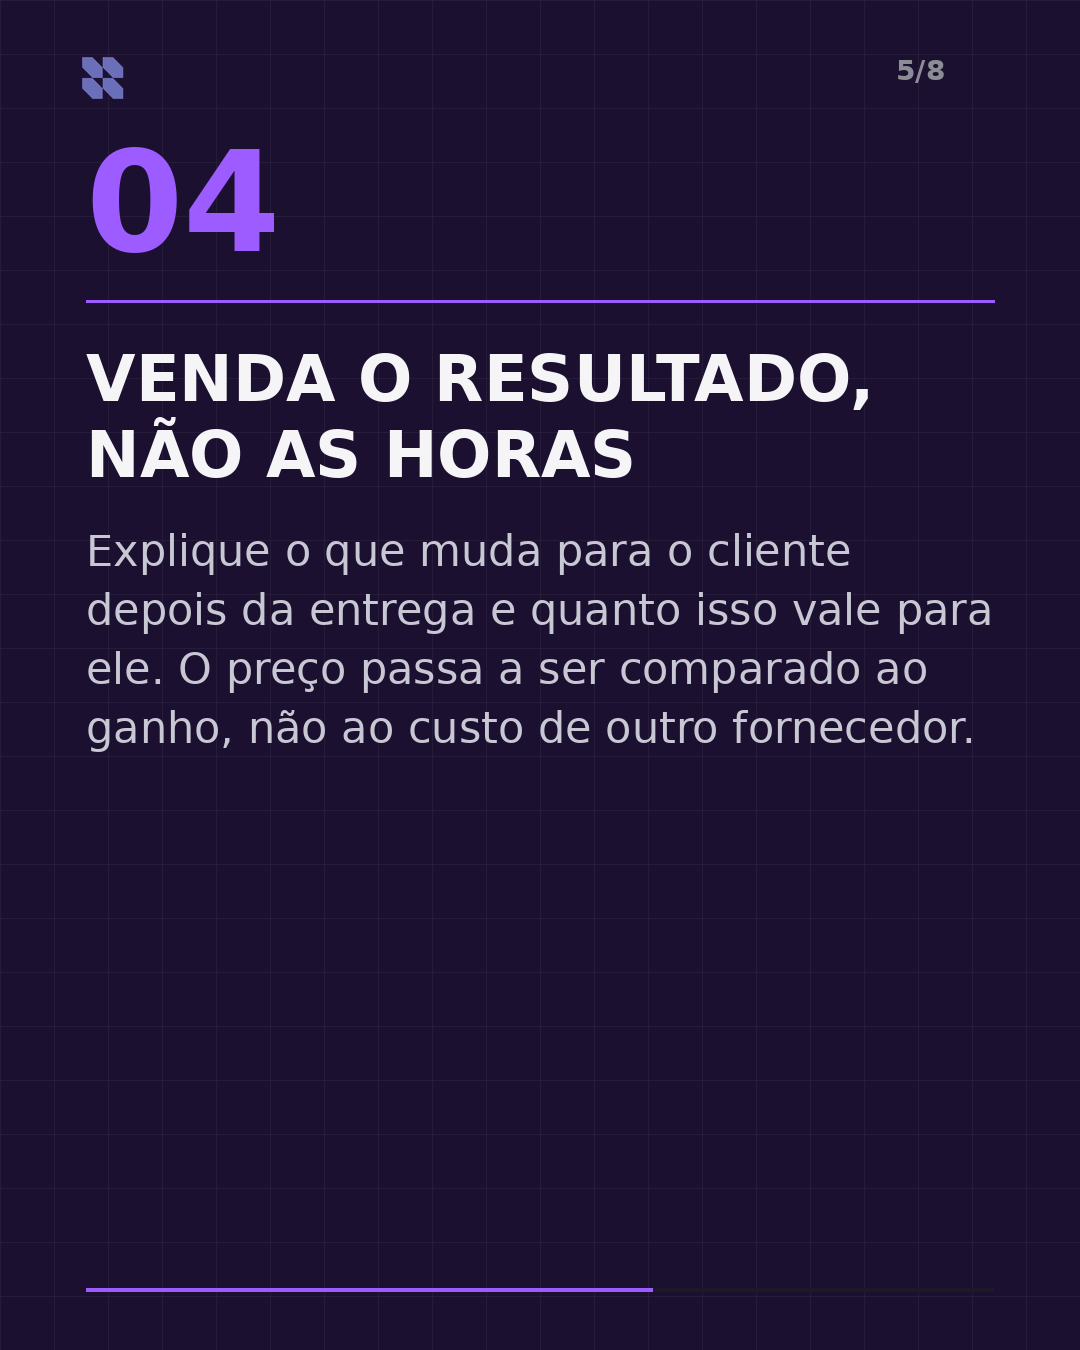 5/8
04
VENDA O RESULTADO,
NÃO AS HORAS
Explique o que muda para o cliente
depois da entrega e quanto isso vale para
ele. O preço passa a ser comparado ao
ganho, não ao custo de outro fornecedor.